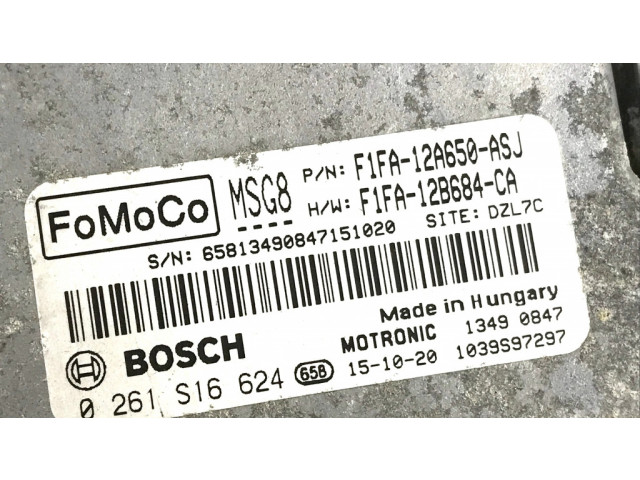 FoMoCo MSG8 P/N: F1FA-12A650-ASJ
H/W: F1FA-12B684-CA
S/N: 65813490847151020 SITE: DZL7C
Made in Hungary
BOSCH MOTRONIC 1349 0847
0 261 S16 624 658 15-10-20 1039S97297